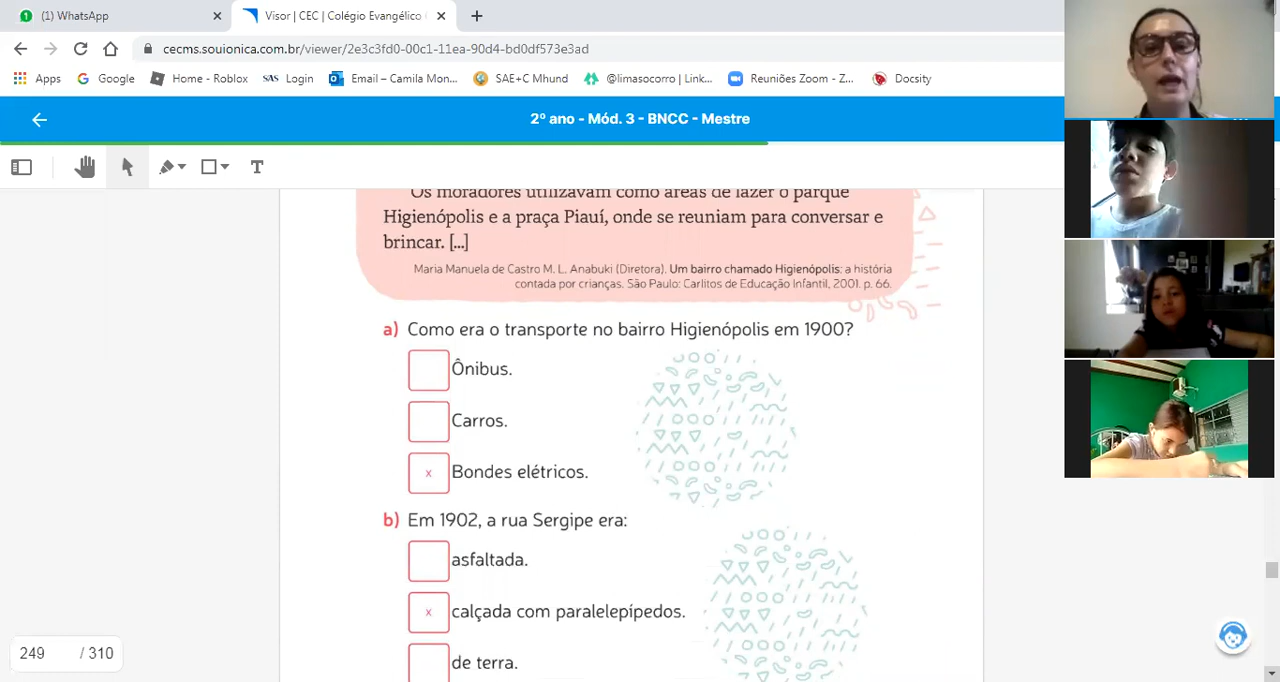 1 WhatsApp
Visor | CEC | Colégio Evangélico
cecms.souionica.com.br/viewer/2e3c3fd0-00c1-11ea-90d4-bd0df573e3ad
Apps Google Home - Roblox SAS Login Email – Camila Mon... SAE+C Mhund @limasocorro | Link... Reuniões Zoom - Z... Docsity
2º ano - Mód. 3 - BNCC - Mestre
T
Os moradores utilizavam como áreas de lazer o parque
Higienópolis e a praça Piauí, onde se reuniam para conversar e
brincar. [...]
Maria Manuela de Castro M. L. Anabuki (Diretora). Um bairro chamado Higienópolis: a história
contada por crianças. São Paulo: Carlitos de Educação Infantil, 2001. p. 66.
a) Como era o transporte no bairro Higienópolis em 1900?
Ônibus.
Carros.
x Bondes elétricos.
b) Em 1902, a rua Sergipe era:
asfaltada.
x calçada com paralelepípedos.
de terra.
249 / 310